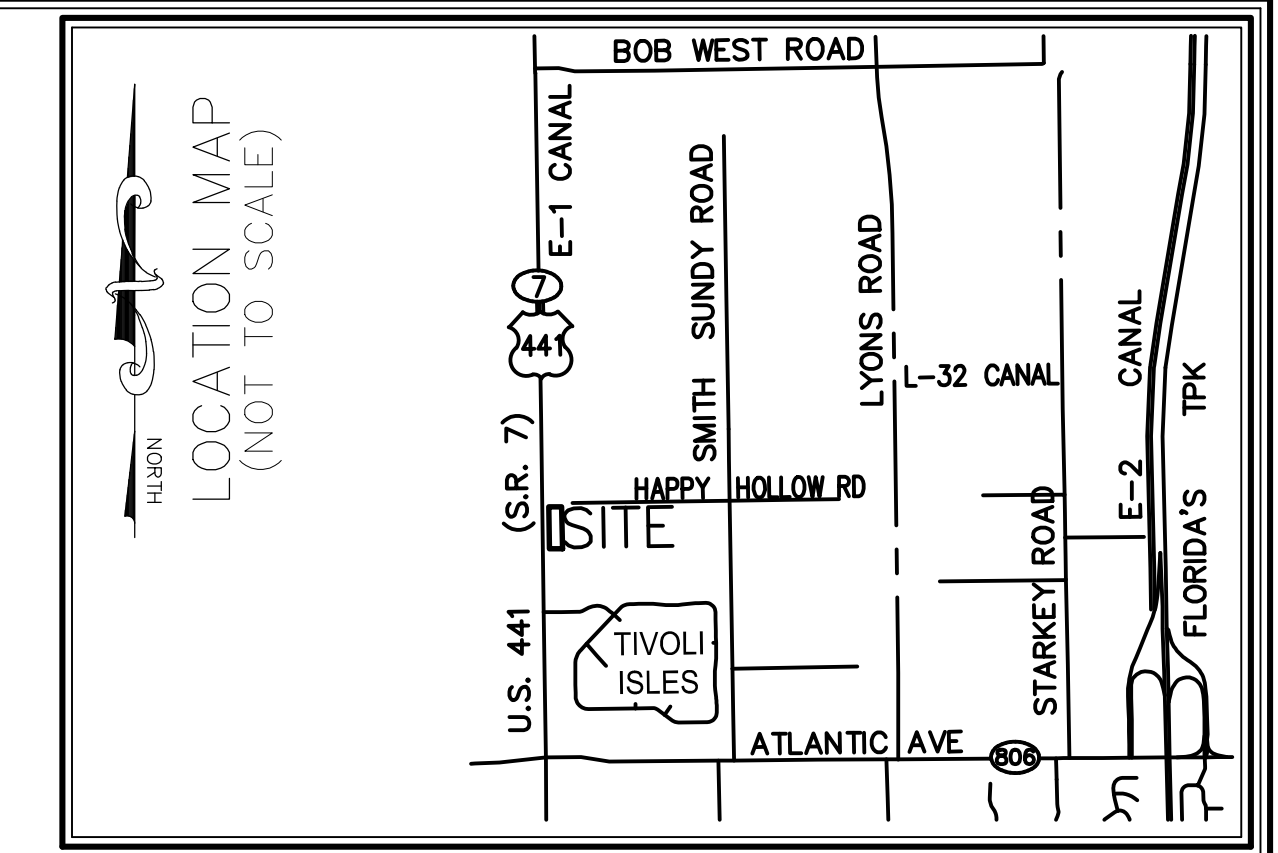 BOB WEST ROAD
E-1 CANAL
SMITH SUNDY ROAD
LYONS ROAD
L-32 CANAL
E-2 CANAL
FLORIDA'S TPK
7
441
(S.R. 7)
U.S. 441
HAPPY HOLLOW RD
SITE
STARKEY ROAD
TIVOLI
ISLES
ATLANTIC AVE
806
LOCATION MAP
(NOT TO SCALE)
NORTH